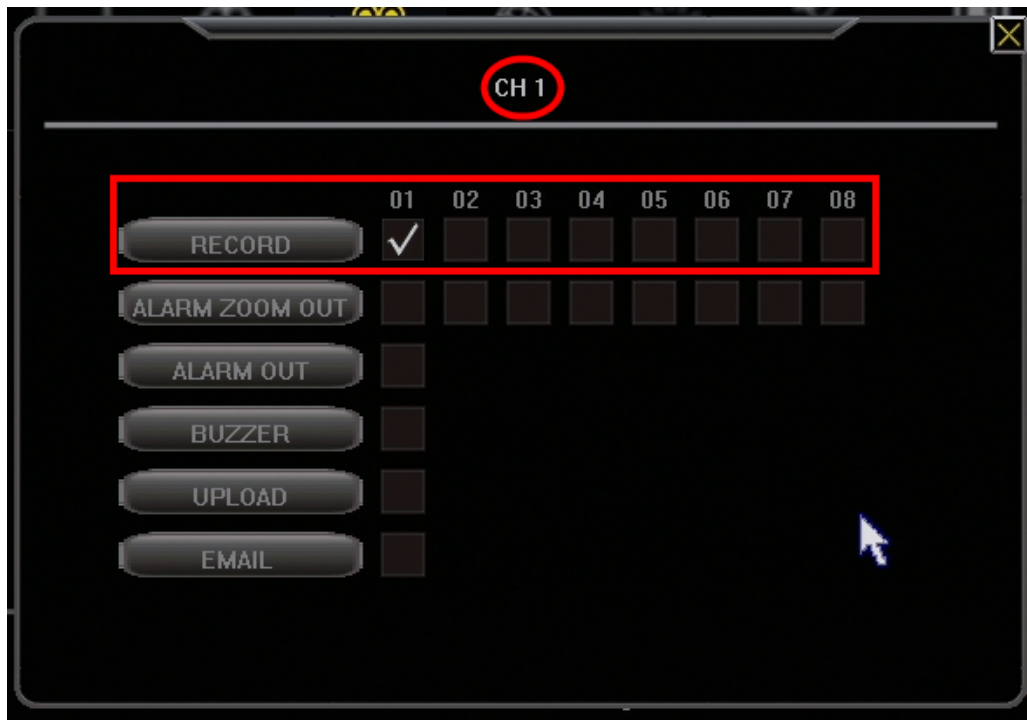 CH 1
01 02 03 04 05 06 07 08
RECORD
ALARM ZOOM OUT
ALARM OUT
BUZZER
UPLOAD
EMAIL